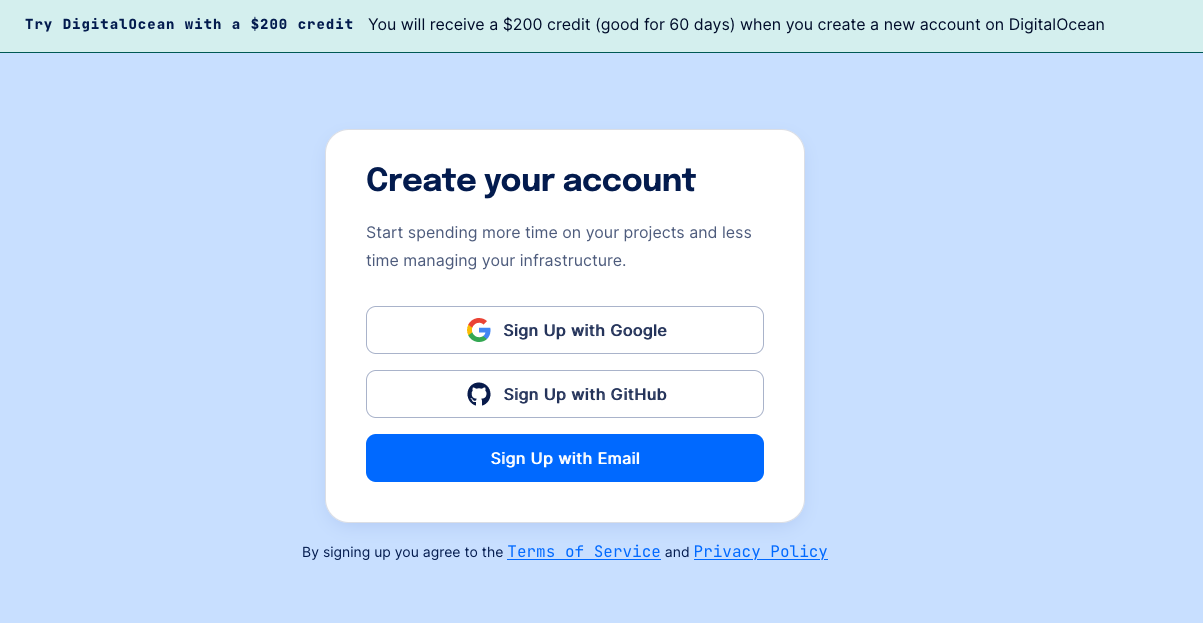 Try DigitalOcean with a $200 credit You will receive a $200 credit (good for 60 days) when you create a new account on DigitalOcean
Create your account
Start spending more time on your projects and less
time managing your infrastructure.
Sign Up with Google
Sign Up with GitHub
Sign Up with Email
By signing up you agree to the Terms of Service and Privacy Policy